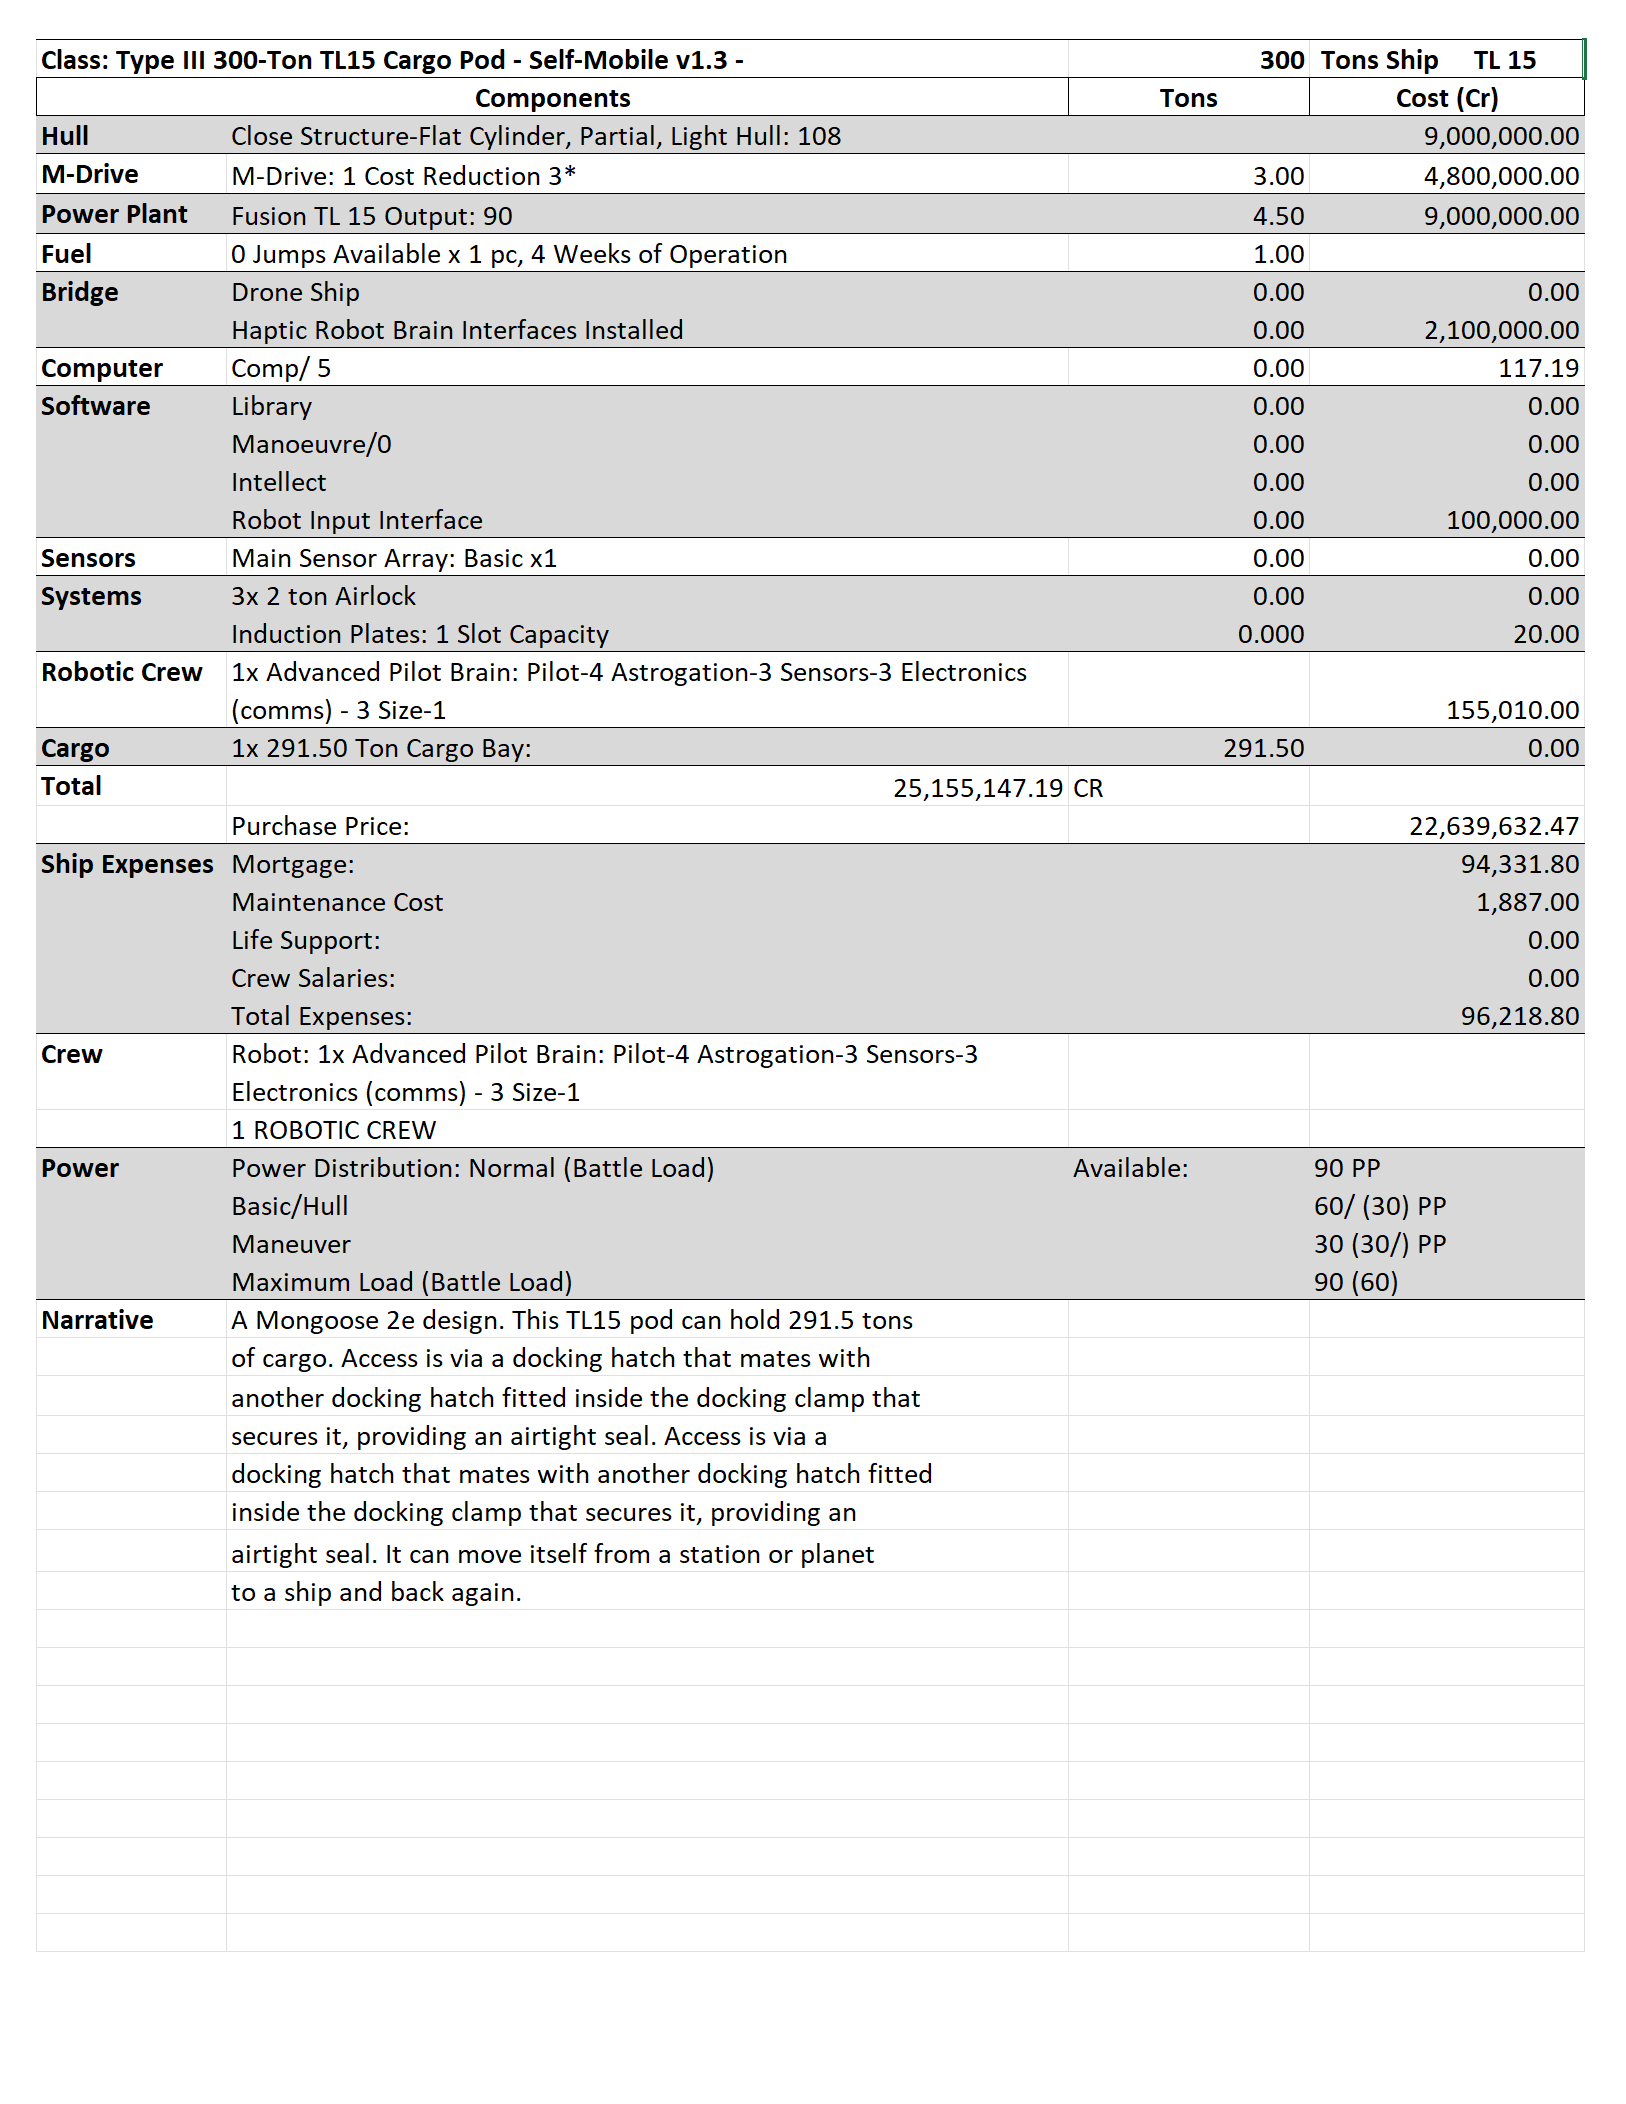 Class: Type III 300-Ton TL15 Cargo Pod - Self-Mobile v1.3 - 300 Tons Ship TL 15
Components Tons Cost (Cr)
Hull Close Structure-Flat Cylinder, Partial, Light Hull: 108 9,000,000.00
M-Drive M-Drive: 1 Cost Reduction 3* 3.00 4,800,000.00
Power Plant Fusion TL 15 Output: 90 4.50 9,000,000.00
Fuel 0 Jumps Available x 1 pc, 4 Weeks of Operation 1.00
Bridge Drone Ship 0.00 0.00
Haptic Robot Brain Interfaces Installed 0.00 2,100,000.00
Computer Comp/ 5 0.00 117.19
Software Library 0.00 0.00
Manoeuvre/0 0.00 0.00
Intellect 0.00 0.00
Robot Input Interface 0.00 100,000.00
Sensors Main Sensor Array: Basic x1 0.00 0.00
Systems 3x 2 ton Airlock 0.00 0.00
Induction Plates: 1 Slot Capacity 0.000 20.00
Robotic Crew 1x Advanced Pilot Brain: Pilot-4 Astrogation-3 Sensors-3 Electronics
(comms) - 3 Size-1 155,010.00
Cargo 1x 291.50 Ton Cargo Bay: 291.50 0.00
Total 25,155,147.19 CR
Purchase Price: 22,639,632.47
Ship Expenses Mortgage: 94,331.80
Maintenance Cost 1,887.00
Life Support: 0.00
Crew Salaries: 0.00
Total Expenses: 96,218.80
Crew Robot: 1x Advanced Pilot Brain: Pilot-4 Astrogation-3 Sensors-3
Electronics (comms) - 3 Size-1
1 ROBOTIC CREW
Power Power Distribution: Normal (Battle Load) Available: 90 PP
Basic/Hull 60/ (30) PP
Maneuver 30 (30/) PP
Maximum Load (Battle Load) 90 (60)
Narrative A Mongoose 2e design. This TL15 pod can hold 291.5 tons
of cargo. Access is via a docking hatch that mates with
another docking hatch fitted inside the docking clamp that
secures it, providing an airtight seal. Access is via a
docking hatch that mates with another docking hatch fitted
inside the docking clamp that secures it, providing an
airtight seal. It can move itself from a station or planet
to a ship and back again.